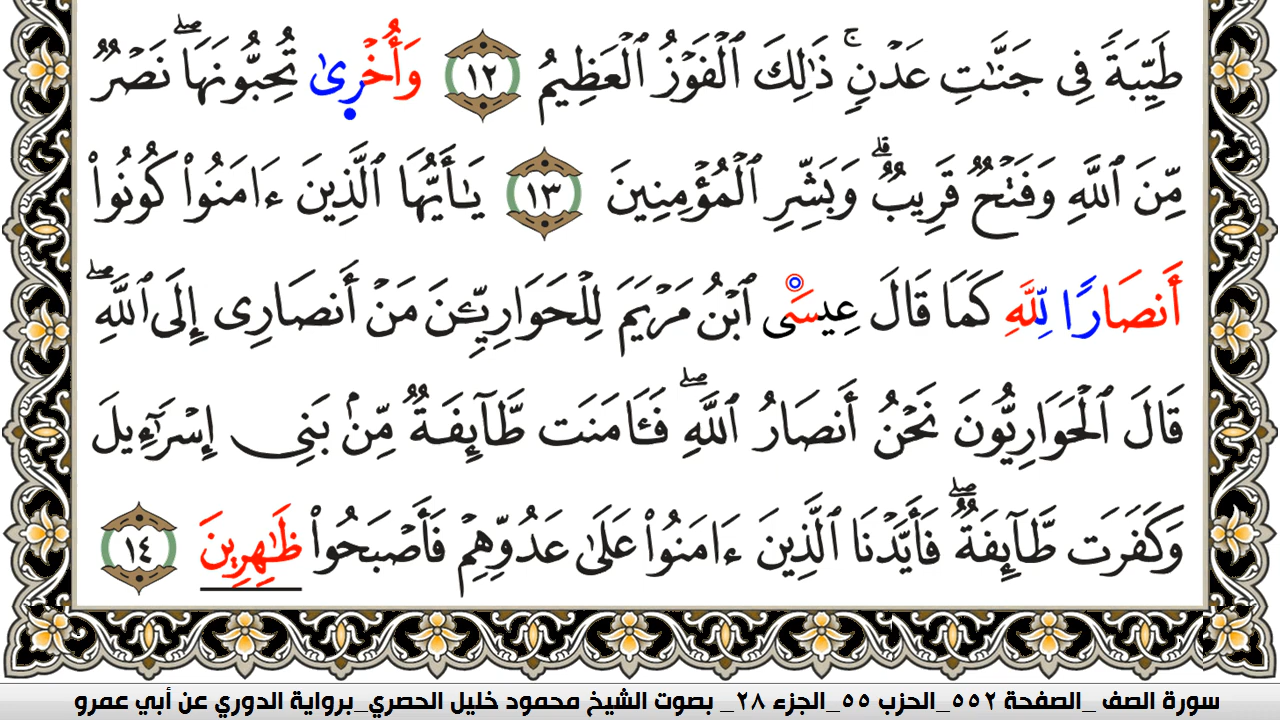 طَيِّبَةٗ فِي جَنَّٰتِ عَدۡنٖۚ ذَٰلِكَ ٱلۡفَوۡزُ ٱلۡعَظِيمُ ١٢ وَأُخۡرِىٰ تُحِبُّونَهَاۖ نَصۡرٞ
مِّنَ ٱللَّهِ وَفَتۡحٞ قَرِيبٞۗ وَبَشِّرِ ٱلۡمُؤۡمِنِينَ ١٣ يَٰٓأَيُّهَا ٱلَّذِينَ ءَامَنُواْ كُونُواْ
أَنصَارٗا لِّلَّهِ كَمَا قَالَ عِيسَى ٱبۡنُ مَرۡيَمَ لِلۡحَوَارِيِّـۧنَ مَنۡ أَنصَارِي إِلَى ٱللَّهِۖ
قَالَ ٱلۡحَوَارِيُّونَ نَحۡنُ أَنصَارُ ٱللَّهِۖ فَـَٔامَنَت طَّآئِفَةٞ مِّنۢ بَنِي إِسۡرَٰٓءِيلَ
وَكَفَرَت طَّآئِفَةٞۖ فَأَيَّدۡنَا ٱلَّذِينَ ءَامَنُواْ عَلَىٰ عَدُوِّهِمۡ فَأَصۡبَحُواْ ظَٰهِرِينَ ١٤
سورة الصف _الصفحة ٥٥٢_الحزب ٥٥_الجزء ٢٨_ بصوت الشيخ محمود خليل الحصري_برواية الدوري عن أبي عمرو